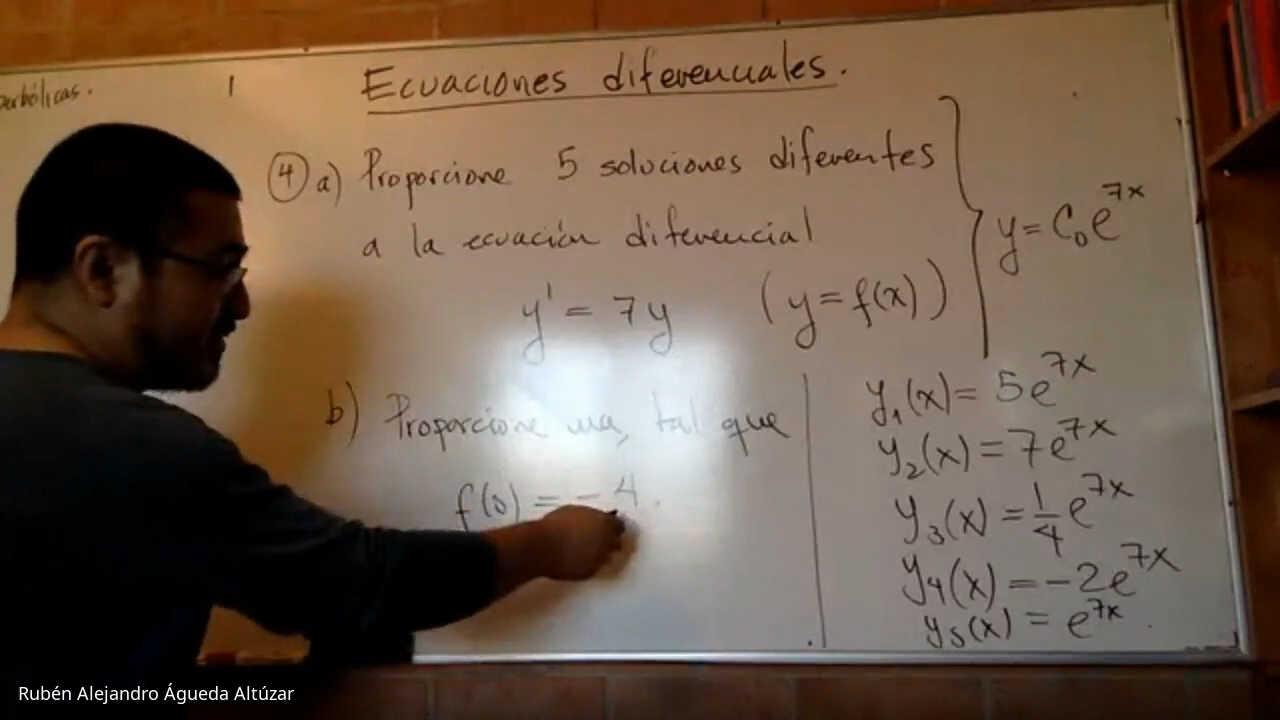 Ecuaciones diferenciales.
④ a) Proporcione 5 soluciones diferentes
a la ecuación diferencial
y' = 7y (y = f(x))
y = C₀e^{7x}
b) Proporcione una, tal que
f(0) = -4.
y₁(x) = 5e^{7x}
y₂(x) = 7e^{7x}
y₃(x) = 1/4 e^{7x}
y₄(x) = -2e^{7x}
y₅(x) = e^{7x}.
Rubén Alejandro Águeda Altúzar